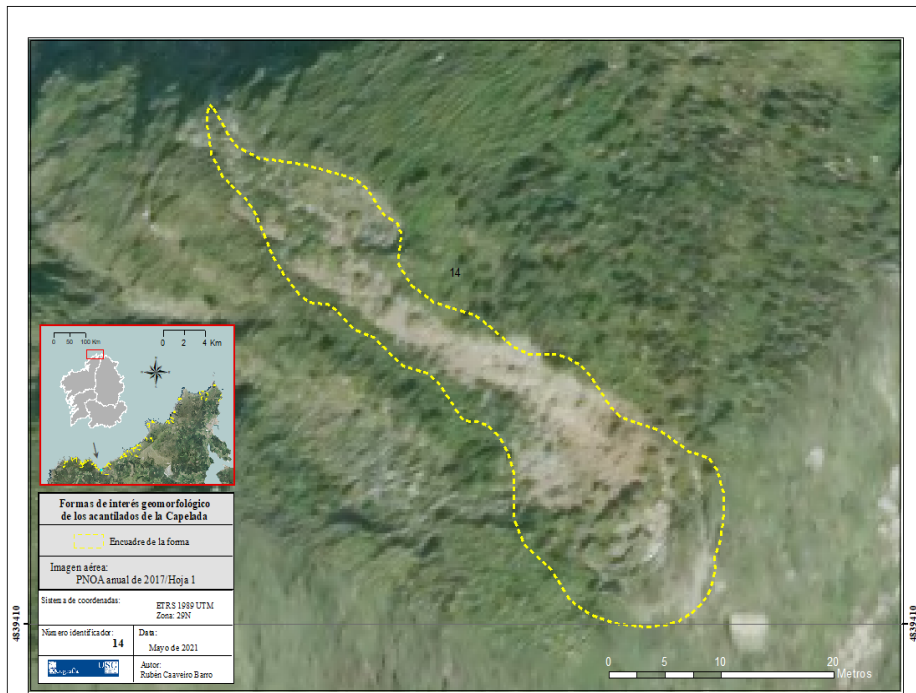 14
0 50 100 Km
0 2 4 Km
Formas de interés geomorfológico
de los acantilados de la Capelada
Encuadre de la forma
Imagen aérea:
PNOA anual de 2017/Hoja 1
Sistema de coordenadas:
ETRS 1989 UTM
Zona: 29N
Número identificador:
14
Data:
Mayo de 2021
USC
Autor:
Rubén Caaveiro Barro
4839410
4839410
0 5 10 20
Metros